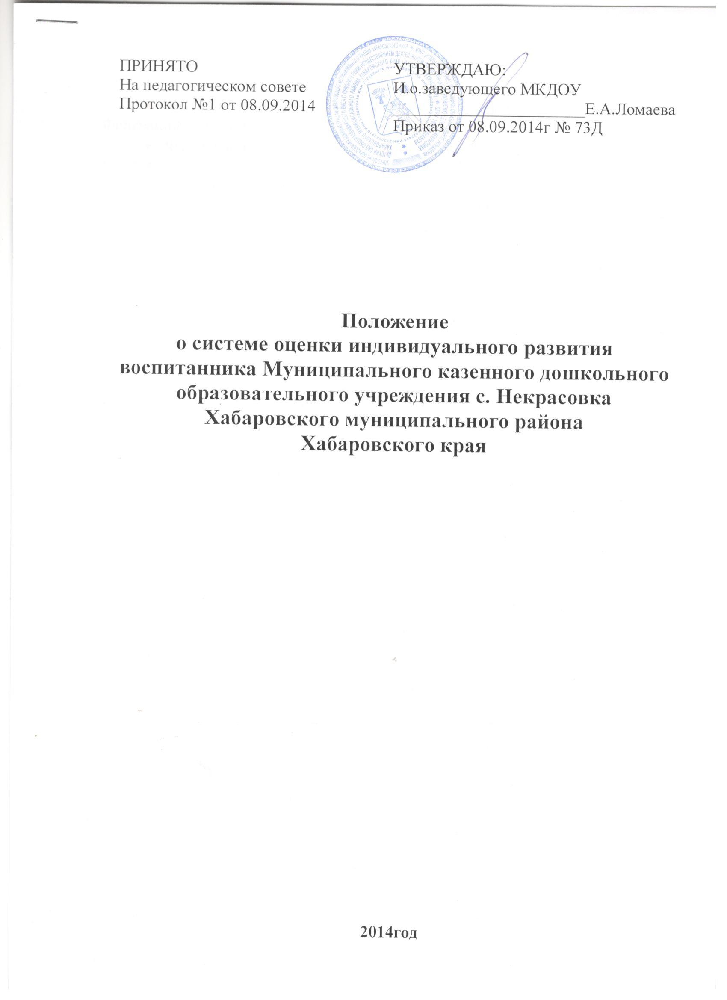 ПРИНЯТО
На педагогическом совете
Протокол №1 от 08.09.2014
УТВЕРЖДАЮ:
И.о.заведующего МКДОУ
_______________________Е.А.Ломаева
Приказ от 08.09.2014г № 73Д
Положение
о системе оценки индивидуального развития
воспитанника Муниципального казенного дошкольного
образовательного учреждения с. Некрасовка
Хабаровского муниципального района
Хабаровского края
2014год